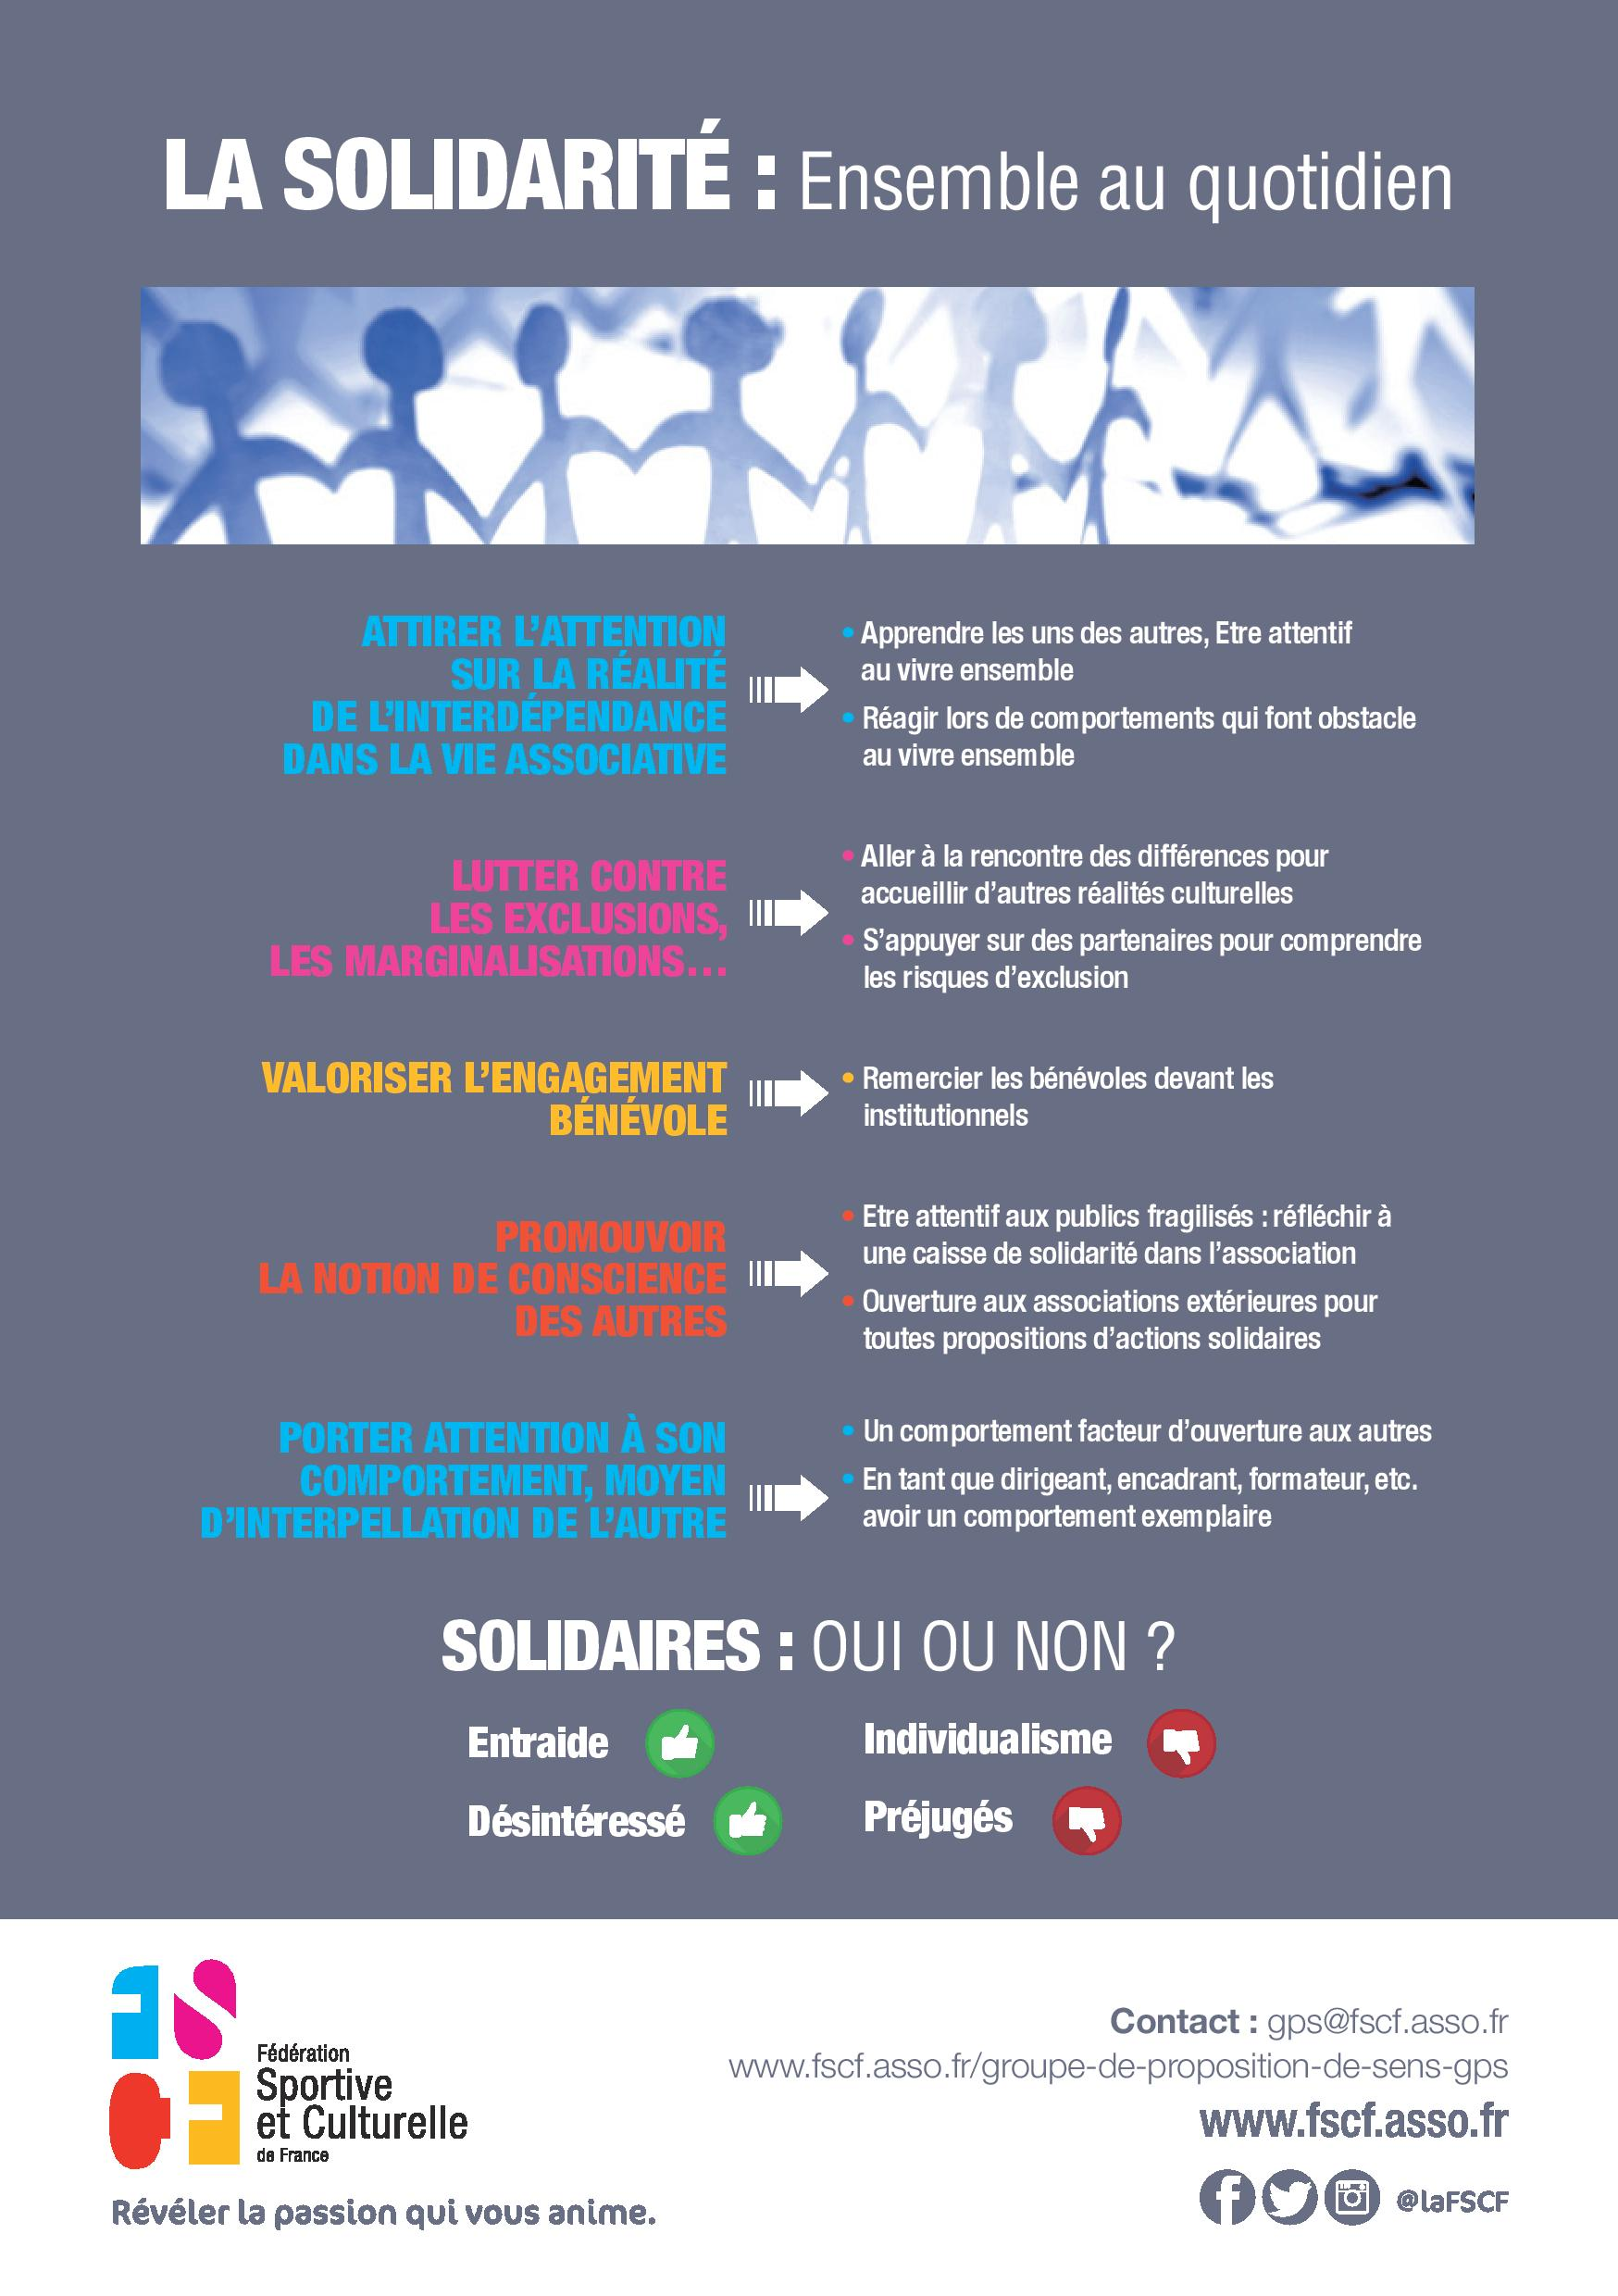 LA SOLIDARITÉ : Ensemble au quotidien
ATTIRER L'ATTENTION
SUR LA RÉALITÉ
DE L'INTERDÉPENDANCE
DANS LA VIE ASSOCIATIVE
• Apprendre les uns des autres, Etre attentif
au vivre ensemble
• Réagir lors de comportements qui font obstacle
au vivre ensemble
LUTTER CONTRE
LES EXCLUSIONS,
LES MARGINALISATIONS...
• Aller à la rencontre des différences pour
accueillir d'autres réalités culturelles
• S'appuyer sur des partenaires pour comprendre
les risques d'exclusion
VALORISER L'ENGAGEMENT
BÉNÉVOLE
• Remercier les bénévoles devant les
institutionnels
PROMOUVOIR
LA NOTION DE CONSCIENCE
DES AUTRES
• Etre attentif aux publics fragilisés : réfléchir à
une caisse de solidarité dans l'association
• Ouverture aux associations extérieures pour
toutes propositions d'actions solidaires
PORTER ATTENTION À SON
COMPORTEMENT, MOYEN
D'INTERPELLATION DE L'AUTRE
• Un comportement facteur d'ouverture aux autres
• En tant que dirigeant, encadrant, formateur, etc.
avoir un comportement exemplaire
SOLIDAIRES : OUI OU NON ?
Entraide
Individualisme
Désintéressé
Préjugés
FS
CF
Fédération
Sportive
et Culturelle
de France
Révéler la passion qui vous anime.
Contact : gps@fscf.asso.fr
www.fscf.asso.fr/groupe-de-proposition-de-sens-gps
www.fscf.asso.fr
@laFSCF